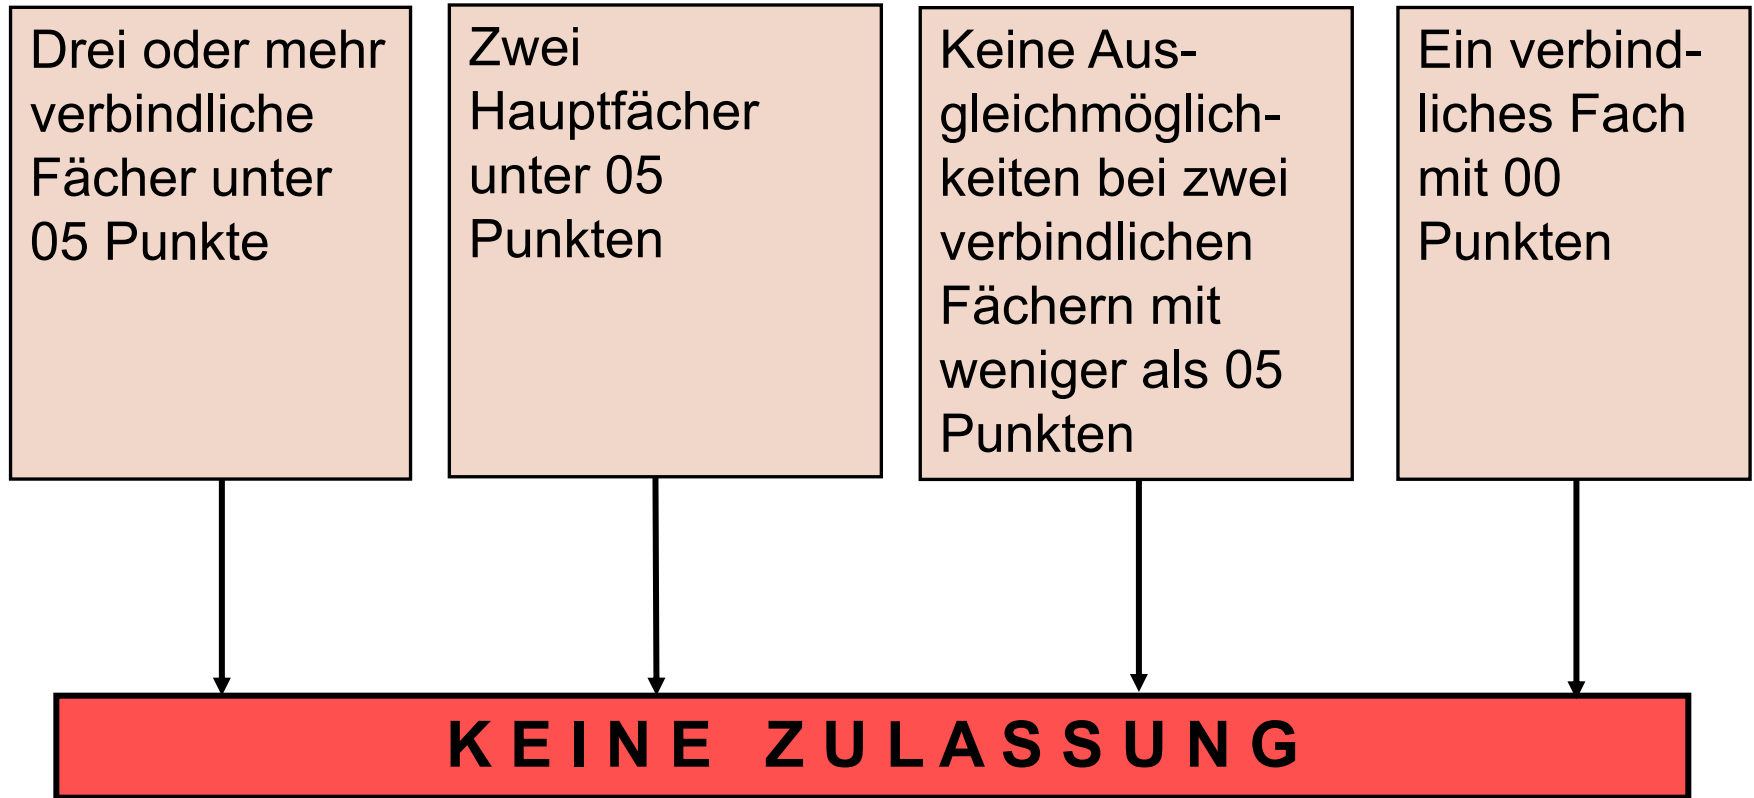 Drei oder mehr
verbindliche
Fächer unter
05 Punkte
Zwei
Hauptfächer
unter 05
Punkten
Keine Aus-
gleichmöglich-
keiten bei zwei
verbindlichen
Fächern mit
weniger als 05
Punkten
Ein verbind-
liches Fach
mit 00
Punkten
K E I N E  Z U L A S S U N G